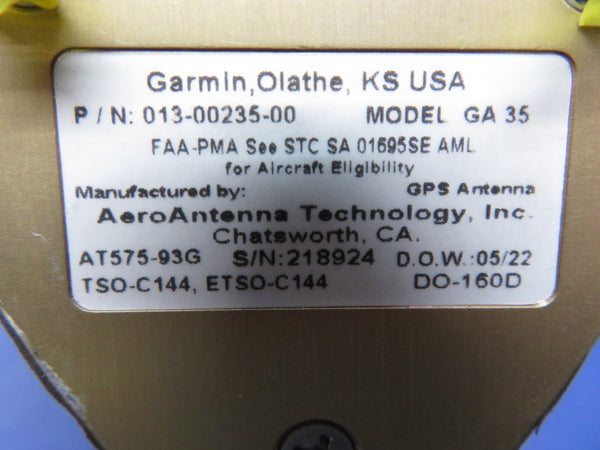 Garmin,Olathe, KS USA
P / N: 013-00235-00 MODEL GA 35
FAA-PMA See STC SA 01695SE AML
for Aircraft Eligibility
Manufactured by: GPS Antenna
AeroAntenna Technology, Inc.
Chatsworth, CA.
AT575-93G S/N:218924 D.O.W.:05/22
TSO-C144, ETSO-C144 DO-160D